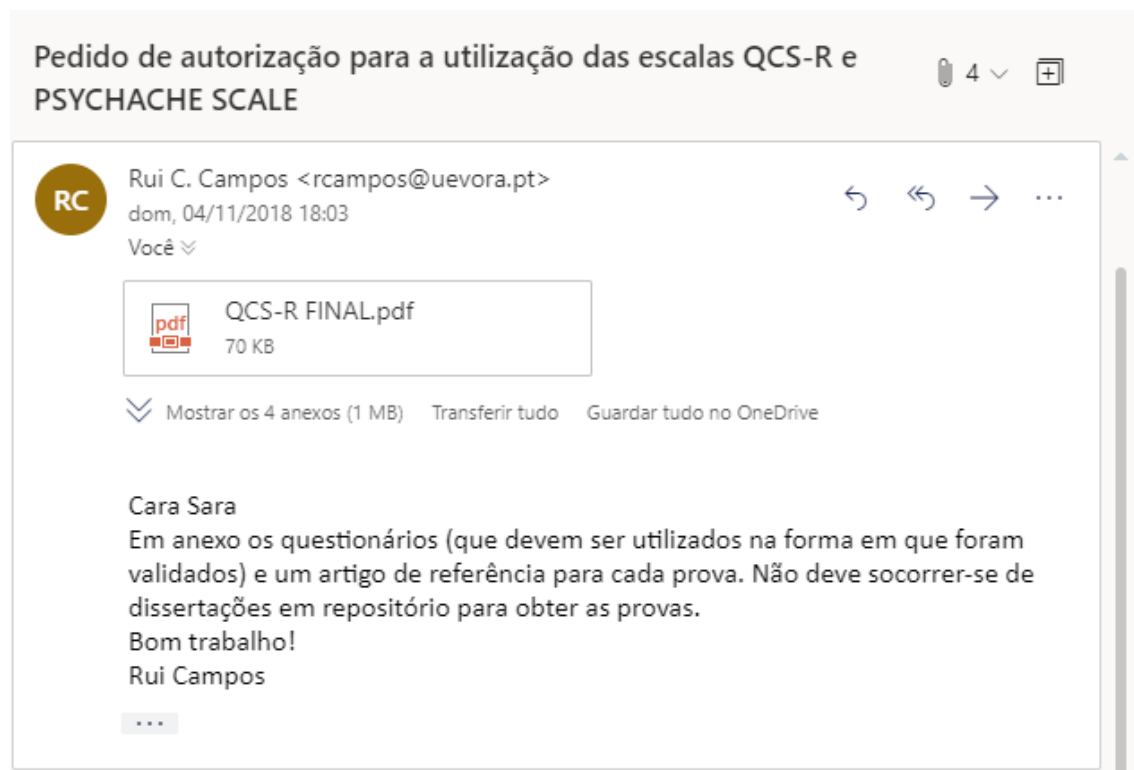 Pedido de autorização para a utilização das escalas QCS-R e
PSYCHACHE SCALE
4
RC
Rui C. Campos <rcampos@uevora.pt>
dom, 04/11/2018 18:03
Você
pdf
QCS-R FINAL.pdf
70 KB
Mostrar os 4 anexos (1 MB) Transferir tudo Guardar tudo no OneDrive
Cara Sara
Em anexo os questionários (que devem ser utilizados na forma em que foram
validados) e um artigo de referência para cada prova. Não deve socorrer-se de
dissertações em repositório para obter as provas.
Bom trabalho!
Rui Campos